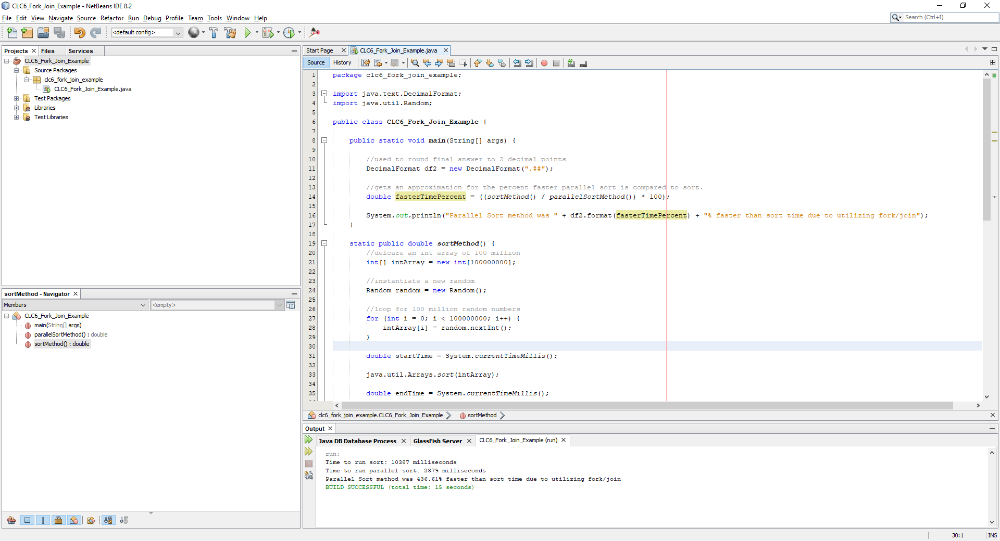 CLC6_Fork_Join_Example - NetBeans IDE 8.2
File Edit View Navigate Source Refactor Run Debug Profile Team Tools Window Help
Search (Ctrl+I)
<default config>
Projects Files Services
CLC6_Fork_Join_Example
Source Packages
clc6_fork_join_example
CLC6_Fork_Join_Example.java
Test Packages
Libraries
Test Libraries
sortMethod - Navigator
Members <empty>
CLC6_Fork_Join_Example
main(String[] args)
parallelSortMethod() : double
sortMethod() : double
Start Page CLC6_Fork_Join_Example.java
Source History
1 package clc6_fork_join_example;
2
3 import java.text.DecimalFormat;
4 import java.util.Random;
5
6 public class CLC6_Fork_Join_Example {
7
8 public static void main(String[] args) {
9
10 //used to round final answer to 2 decimal points
11 DecimalFormat df2 = new DecimalFormat(".##");
12
13 //gets an approximation for the percent faster parallel sort is compared to sort.
14 double fasterTimePercent = ((sortMethod() / parallelSortMethod()) * 100);
15
16 System.out.println("Parallel Sort method was " + df2.format(fasterTimePercent) + "% faster than sort time due to utilizing fork/join");
17 }
18
19 static public double sortMethod() {
20 //delcare an int array of 100 million
21 int[] intArray = new int[100000000];
22
23 //instantiate a new random
24 Random random = new Random();
25
26 //loop for 100 million random numbers
27 for (int i = 0; i < 100000000; i++) {
28 intArray[i] = random.nextInt();
29 }
30
31 double startTime = System.currentTimeMillis();
32
33 java.util.Arrays.sort(intArray);
34
35 double endTime = System.currentTimeMillis();
clc6_fork_join_example.CLC6_Fork_Join_Example sortMethod
Output
Java DB Database Process GlassFish Server CLC6_Fork_Join_Example (run)
run:
Time to run sort: 10387 milliseconds
Time to run parallel sort: 2379 milliseconds
Parallel Sort method was 436.61% faster than sort time due to utilizing fork/join
BUILD SUCCESSFUL (total time: 15 seconds)
30:1 INS